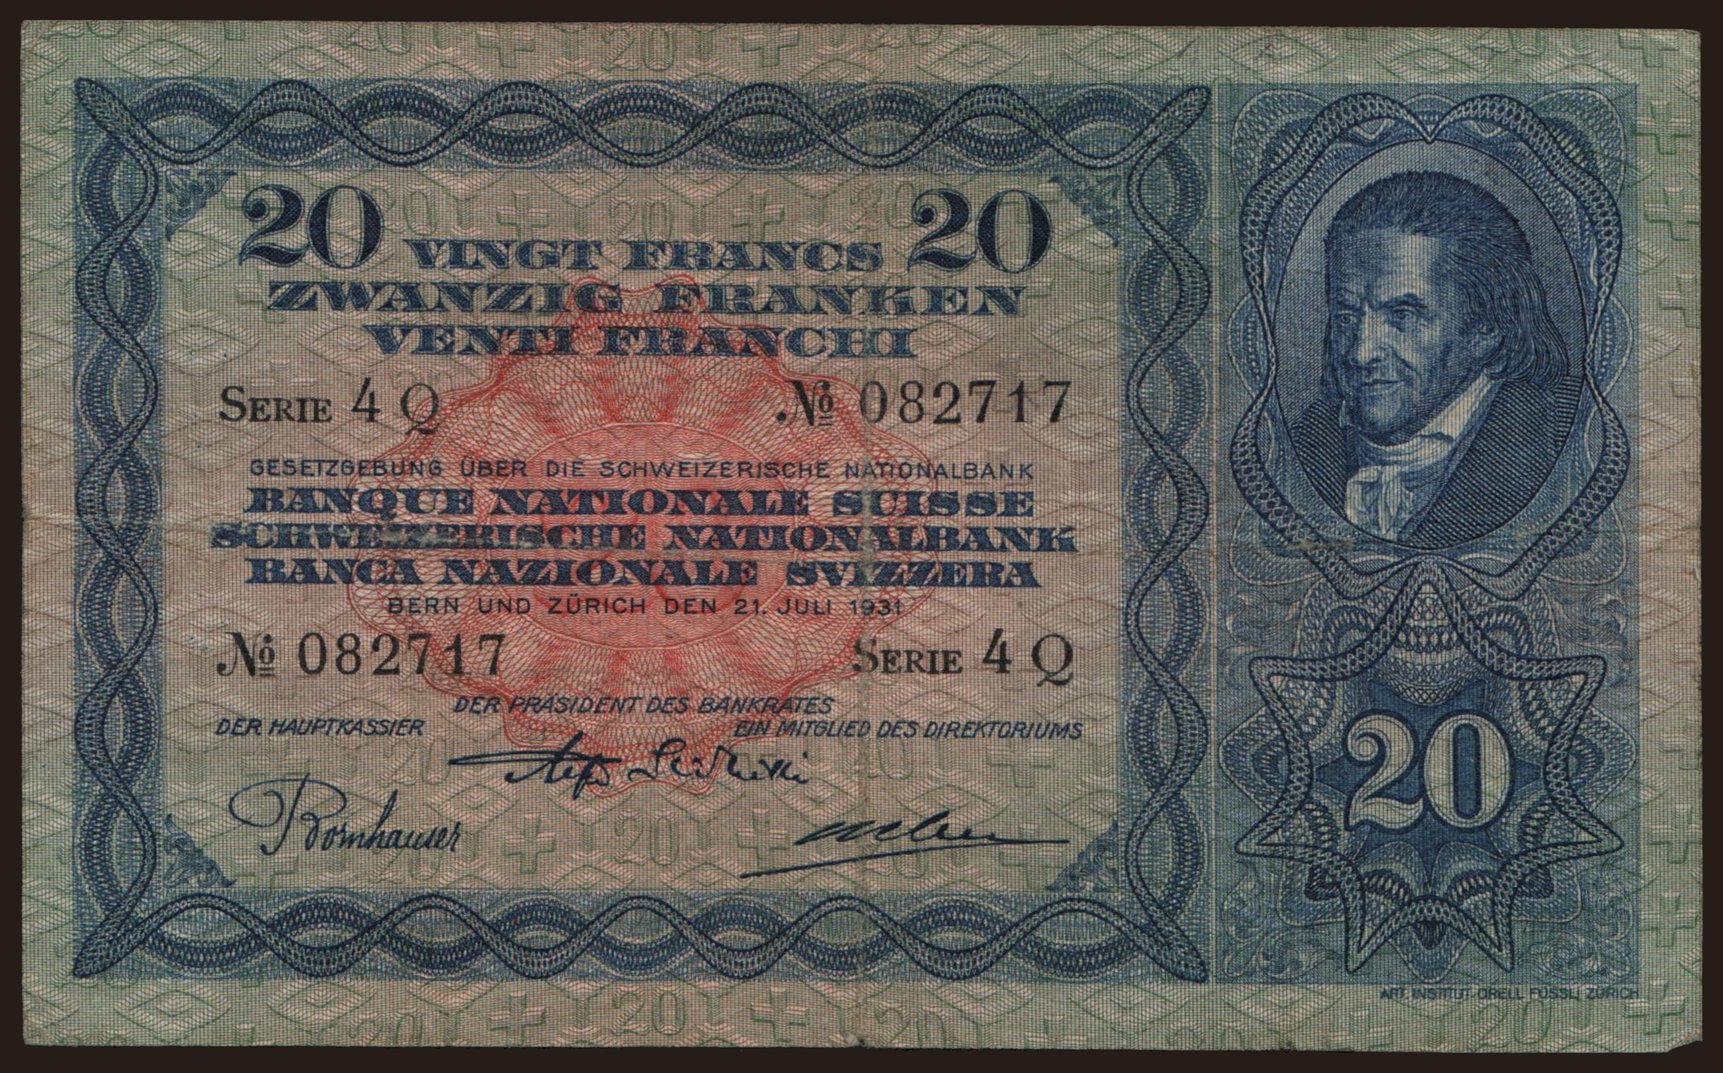 20 VINGT FRANCS 20
ZWANZIG FRANKEN
VENTI FRANCHI
SERIE 4 Q № 082717
GESETZGEBUNG ÜBER DIE SCHWEIZERISCHE NATIONALBANK
BANQUE NATIONALE SUISSE
SCHWEIZERISCHE NATIONALBANK
BANCA NAZIONALE SVIZZERA
BERN UND ZÜRICH DEN 21. JULI 1931
№ 082717 SERIE 4 Q
DER PRÄSIDENT DES BANKRATES
DER HAUPTKASSIER EIN MITGLIED DES DIREKTORIUMS
Bornhauser
20
ART. INSTITUT ORELL FÜSSLI ZÜRICH